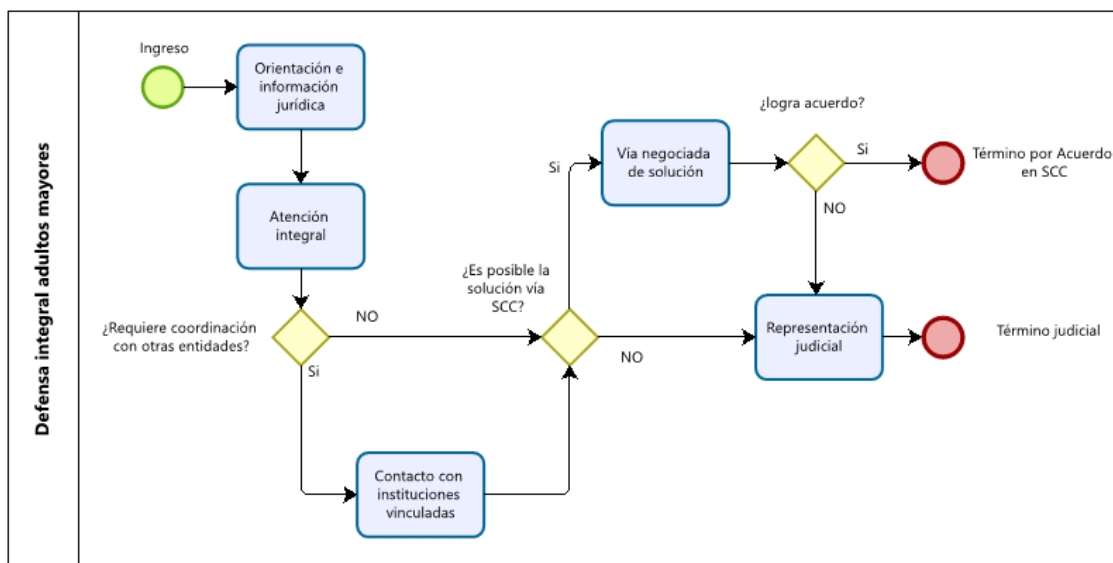 Defensa integral adultos mayores
Ingreso
Orientación e
información
jurídica
Atención
integral
¿Requiere coordinación
con otras entidades?
NO
Si
Contacto con
instituciones
vinculadas
¿Es posible la
solución vía
SCC?
Si
NO
Vía negociada
de solución
¿logra acuerdo?
Si
NO
Término por Acuerdo
en SCC
Representación
judicial
Término judicial